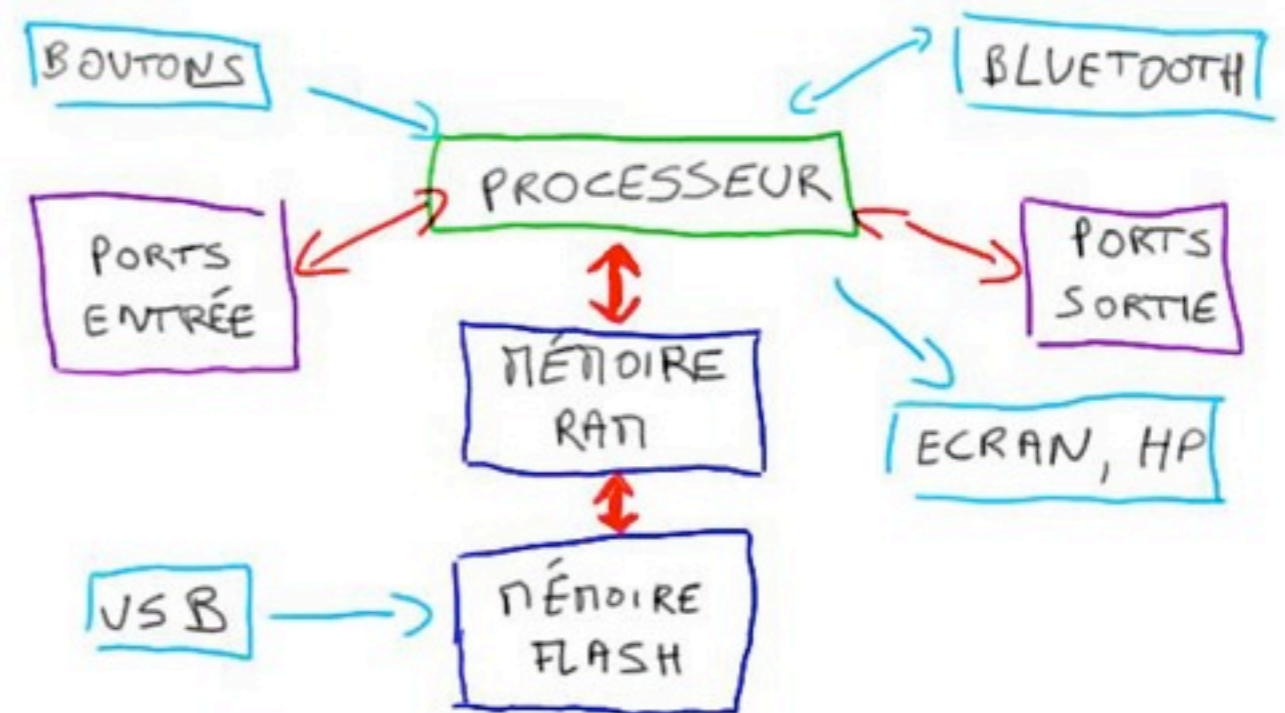 BOUTONS
BLUETOOTH
PROCESSEUR
PORTS
ENTRÉE
PORTS
SORTIE
MÉMOIRE
RAM
ECRAN, HP
USB
MÉMOIRE
FLASH